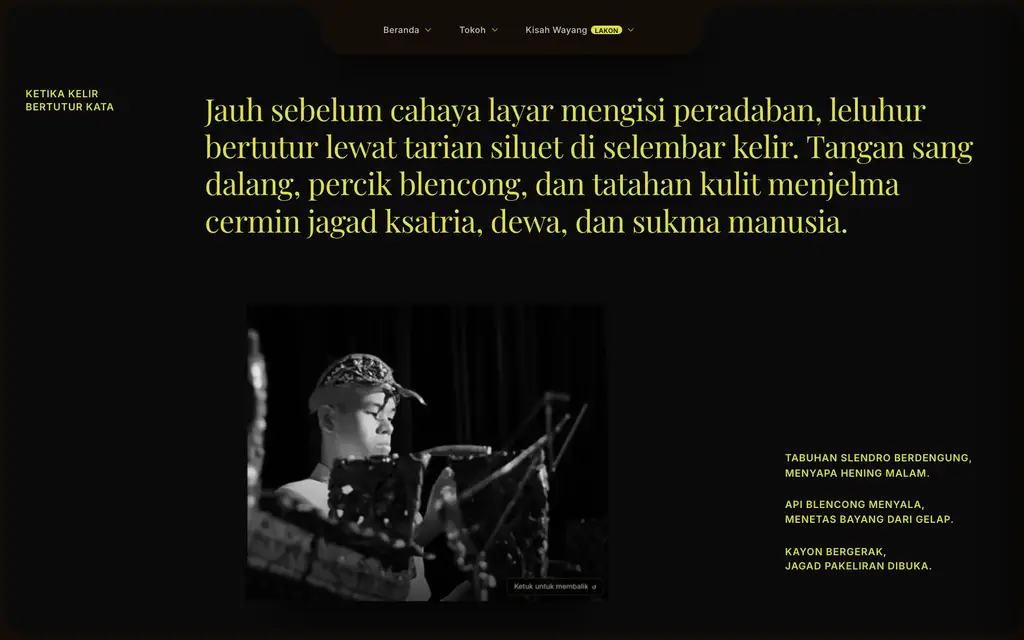 Beranda
Tokoh
Kisah Wayang LAKON
KETIKA KELIR
BERTUTUR KATA
Jauh sebelum cahaya layar mengisi peradaban, leluhur
bertutur lewat tarian siluet di selembar kelir. Tangan sang
dalang, percik blencong, dan tatahan kulit menjelma
cermin jagad ksatria, dewa, dan sukma manusia.
TABUHAN SLENDRO BERDENGUNG,
MENYAPA HENING MALAM.
API BLENCONG MENYALA,
MENETAS BAYANG DARI GELAP.
KAYON BERGERAK,
JAGAD PAKELIRAN DIBUKA.
Ketuk untuk membalik